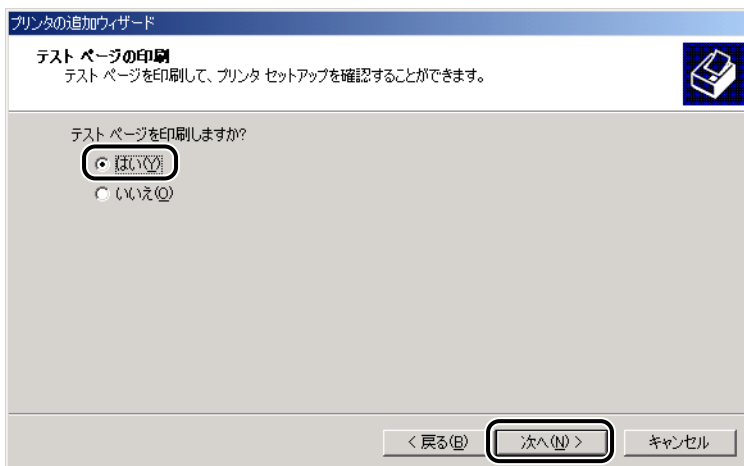 プリンタの追加ウィザード
テスト ページの印刷
テスト ページを印刷して、プリンタ セットアップを確認することができます。
テスト ページを印刷しますか?
はい(Y)
いいえ(O)
< 戻る(B) 次へ(N) > キャンセル